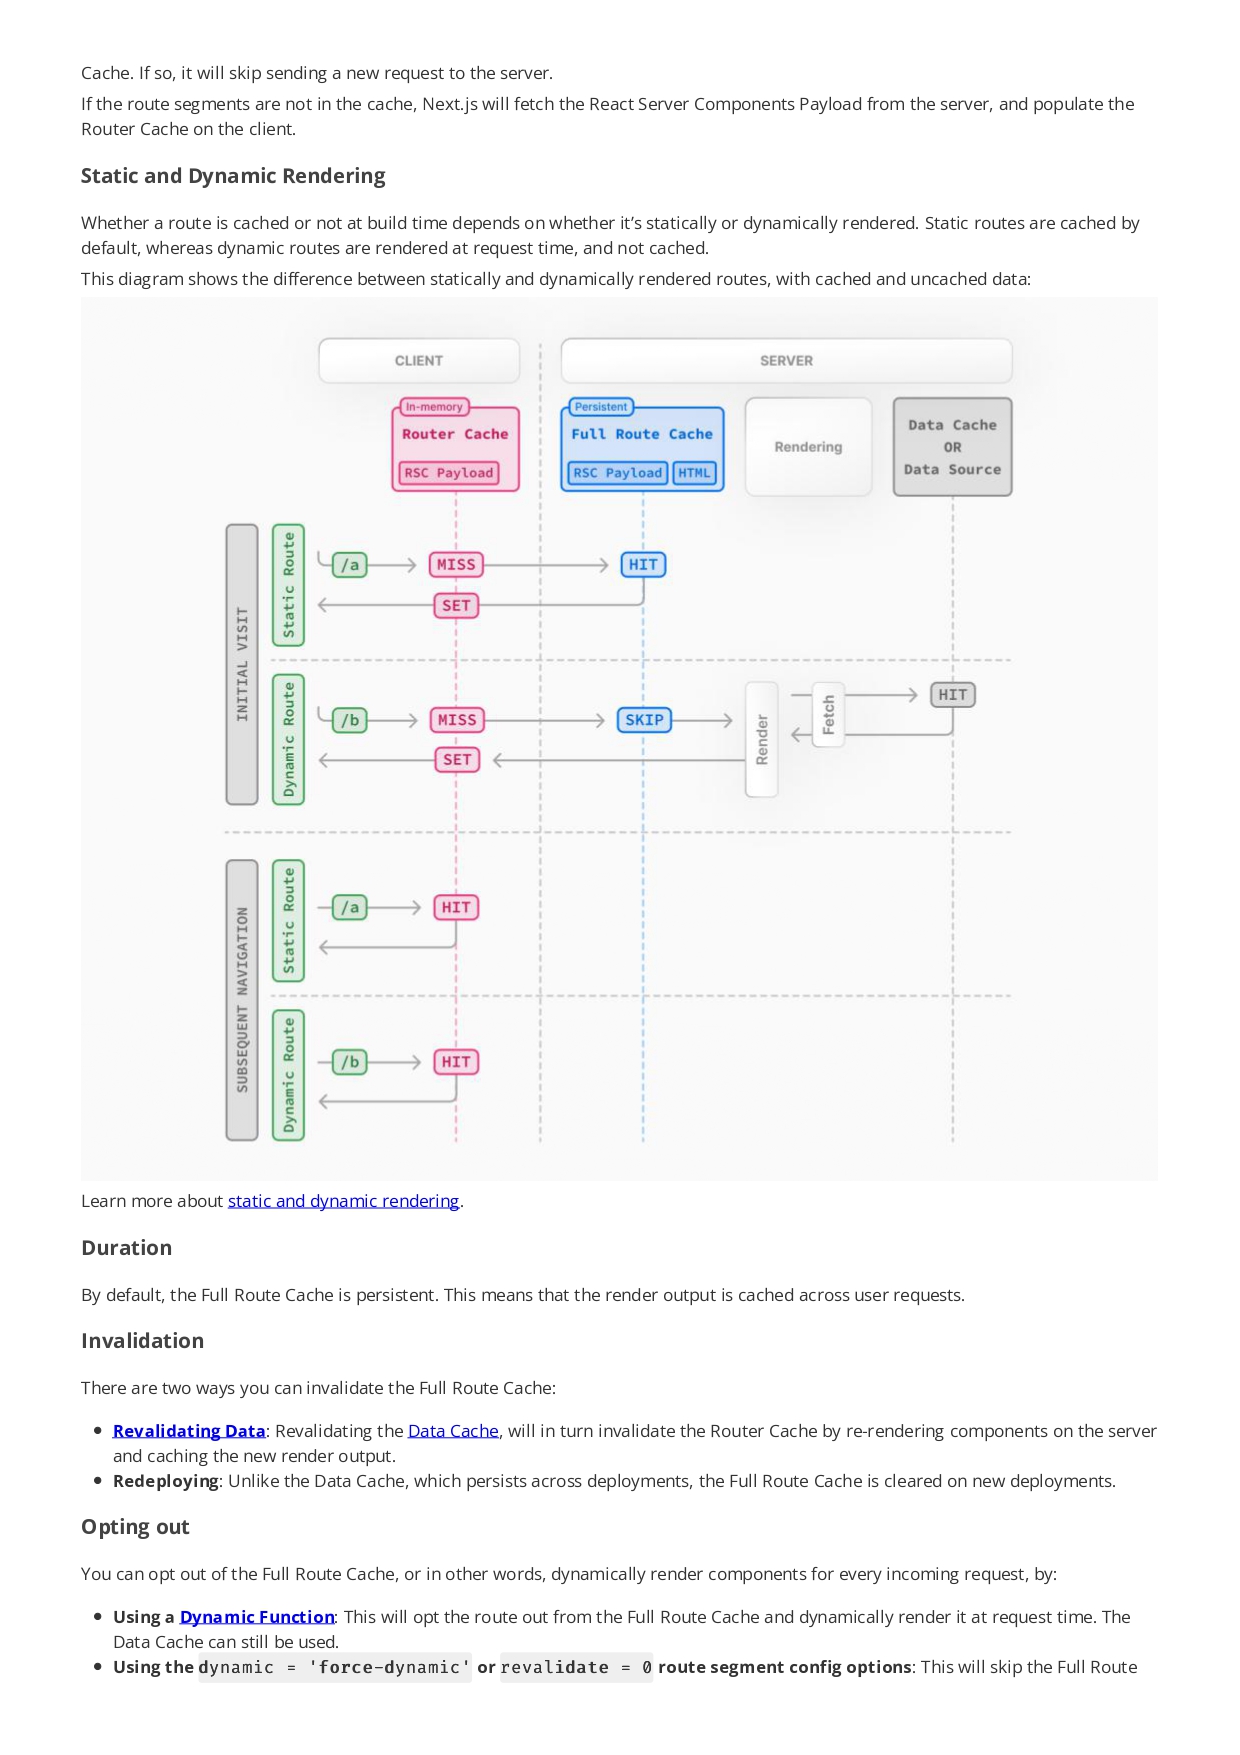 Cache. If so, it will skip sending a new request to the server.
If the route segments are not in the cache, Next.js will fetch the React Server Components Payload from the server, and populate the
Router Cache on the client.
Static and Dynamic Rendering
Whether a route is cached or not at build time depends on whether it’s statically or dynamically rendered. Static routes are cached by
default, whereas dynamic routes are rendered at request time, and not cached.
This diagram shows the difference between statically and dynamically rendered routes, with cached and uncached data:
CLIENT
SERVER
In-memory
Router Cache
RSC Payload
Persistent
Full Route Cache
RSC Payload HTML
Rendering
Data Cache
OR
Data Source
INITIAL VISIT
Static Route
/a MISS HIT
SET
Dynamic Route
/b MISS SKIP Render Fetch HIT
SET
SUBSEQUENT NAVIGATION
Static Route
/a HIT
Dynamic Route
/b HIT
Learn more about static and dynamic rendering.
Duration
By default, the Full Route Cache is persistent. This means that the render output is cached across user requests.
Invalidation
There are two ways you can invalidate the Full Route Cache:
● Revalidating Data: Revalidating the Data Cache, will in turn invalidate the Router Cache by re-rendering components on the server
and caching the new render output.
● Redeploying: Unlike the Data Cache, which persists across deployments, the Full Route Cache is cleared on new deployments.
Opting out
You can opt out of the Full Route Cache, or in other words, dynamically render components for every incoming request, by:
● Using a Dynamic Function: This will opt the route out from the Full Route Cache and dynamically render it at request time. The
Data Cache can still be used.
● Using the dynamic = 'force-dynamic' or revalidate = 0 route segment config options: This will skip the Full Route